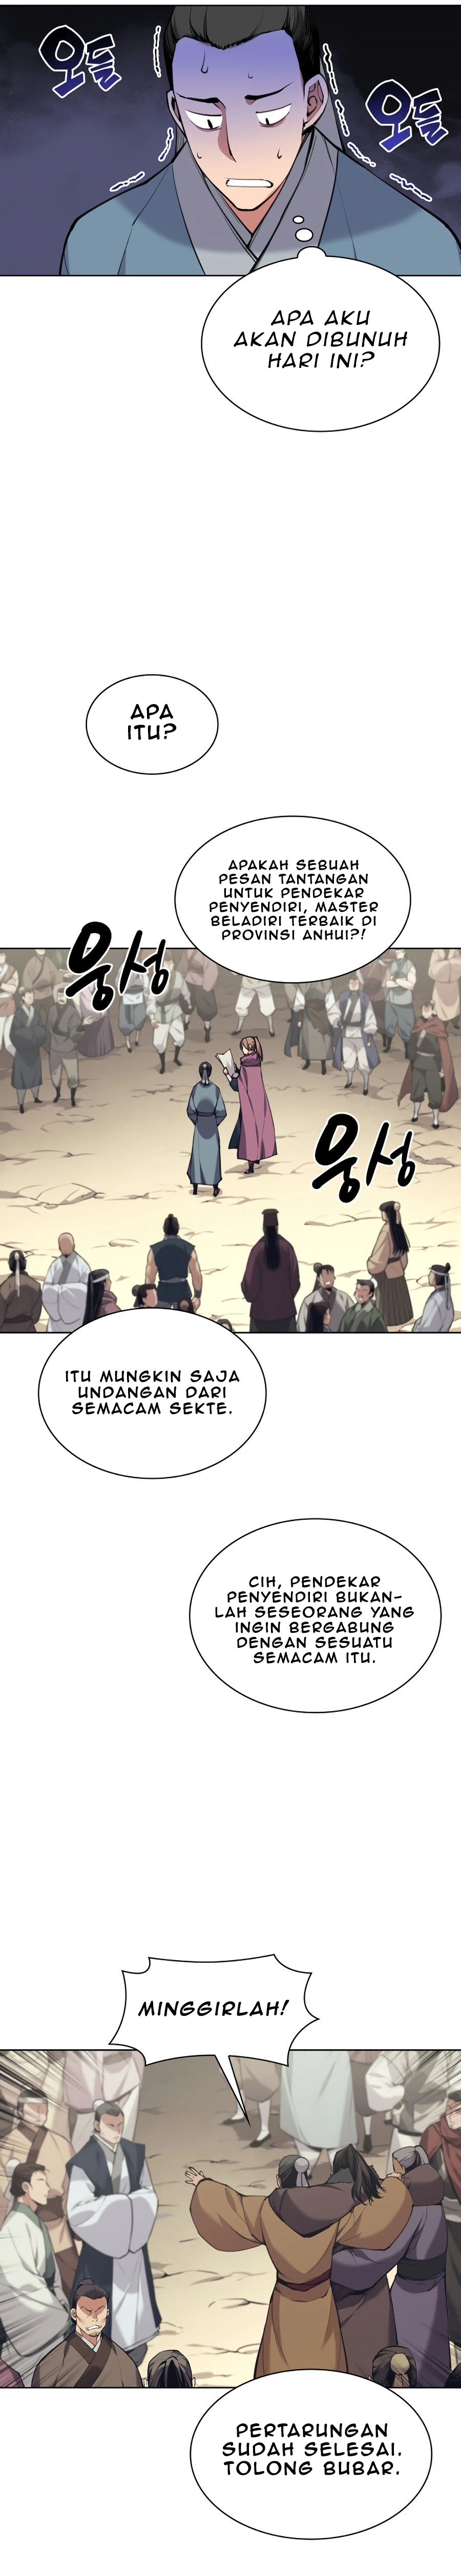 오들
오들
APA AKU
AKAN DIBUNUH
HARI INI?
APA
ITU?
APAKAH SEBUAH
PESAN TANTANGAN
UNTUK PENDEKAR
PENYENDIRI, MASTER
BELADIRI TERBAIK DI
PROVINSI ANHUI?!
웅성
웅성
ITU MUNGKIN SAJA
UNDANGAN DARI
SEMACAM SEKTE.
CIH, PENDEKAR
PENYENDIRI BUKAN-
LAH SESEORANG YANG
INGIN BERGABUNG
DENGAN SESUATU
SEMACAM ITU.
MINGGIRLAH!
PERTARUNGAN
SUDAH SELESAI.
TOLONG BUBAR.